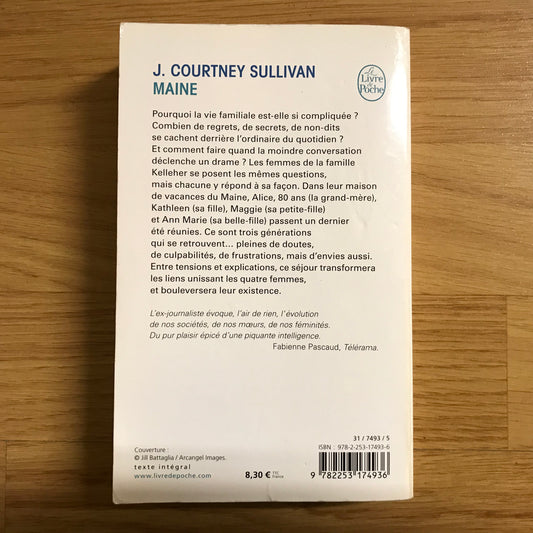 Le
Livre
de
Poche
J. COURTNEY SULLIVAN
MAINE
Pourquoi la vie familiale est-elle si compliquée ?
Combien de regrets, de secrets, de non-dits
se cachent derrière l'ordinaire du quotidien ?
Et comment faire quand la moindre conversation
déclenche un drame ? Les femmes de la famille
Kelleher se posent les mêmes questions,
mais chacune y répond à sa façon. Dans leur maison
de vacances du Maine, Alice, 80 ans (la grand-mère),
Kathleen (sa fille), Maggie (sa petite-fille)
et Ann Marie (sa belle-fille) passent un dernier
été réunies. Ce sont trois générations
qui se retrouvent... pleines de doutes,
de culpabilités, de frustrations, mais d'envies aussi.
Entre tensions et explications, ce séjour transformera
les liens unissant les quatre femmes,
et bouleversera leur existence.
L'ex-journaliste évoque, l'air de rien, l'évolution
de nos sociétés, de nos mœurs, de nos féminités.
Du pur plaisir épicé d'une piquante intelligence.
Fabienne Pascaud, Télérama.
31 / 7493 / 5
ISBN : 978-2-253-17493-6
Couverture :
© Jill Battaglia / Arcangel Images.
texte intégral
www.livredepoche.com
8,30 € TTC
France
9 782253 174936